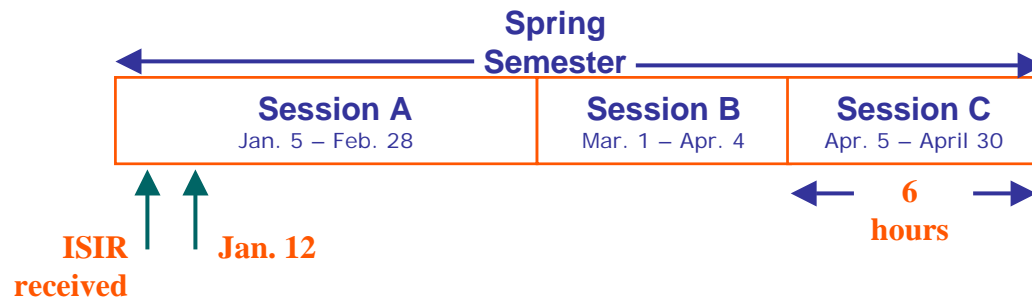 Spring
Semester
Session A
Jan. 5 – Feb. 28
Session B
Mar. 1 – Apr. 4
Session C
Apr. 5 – April 30
6
hours
ISIR
received
Jan. 12